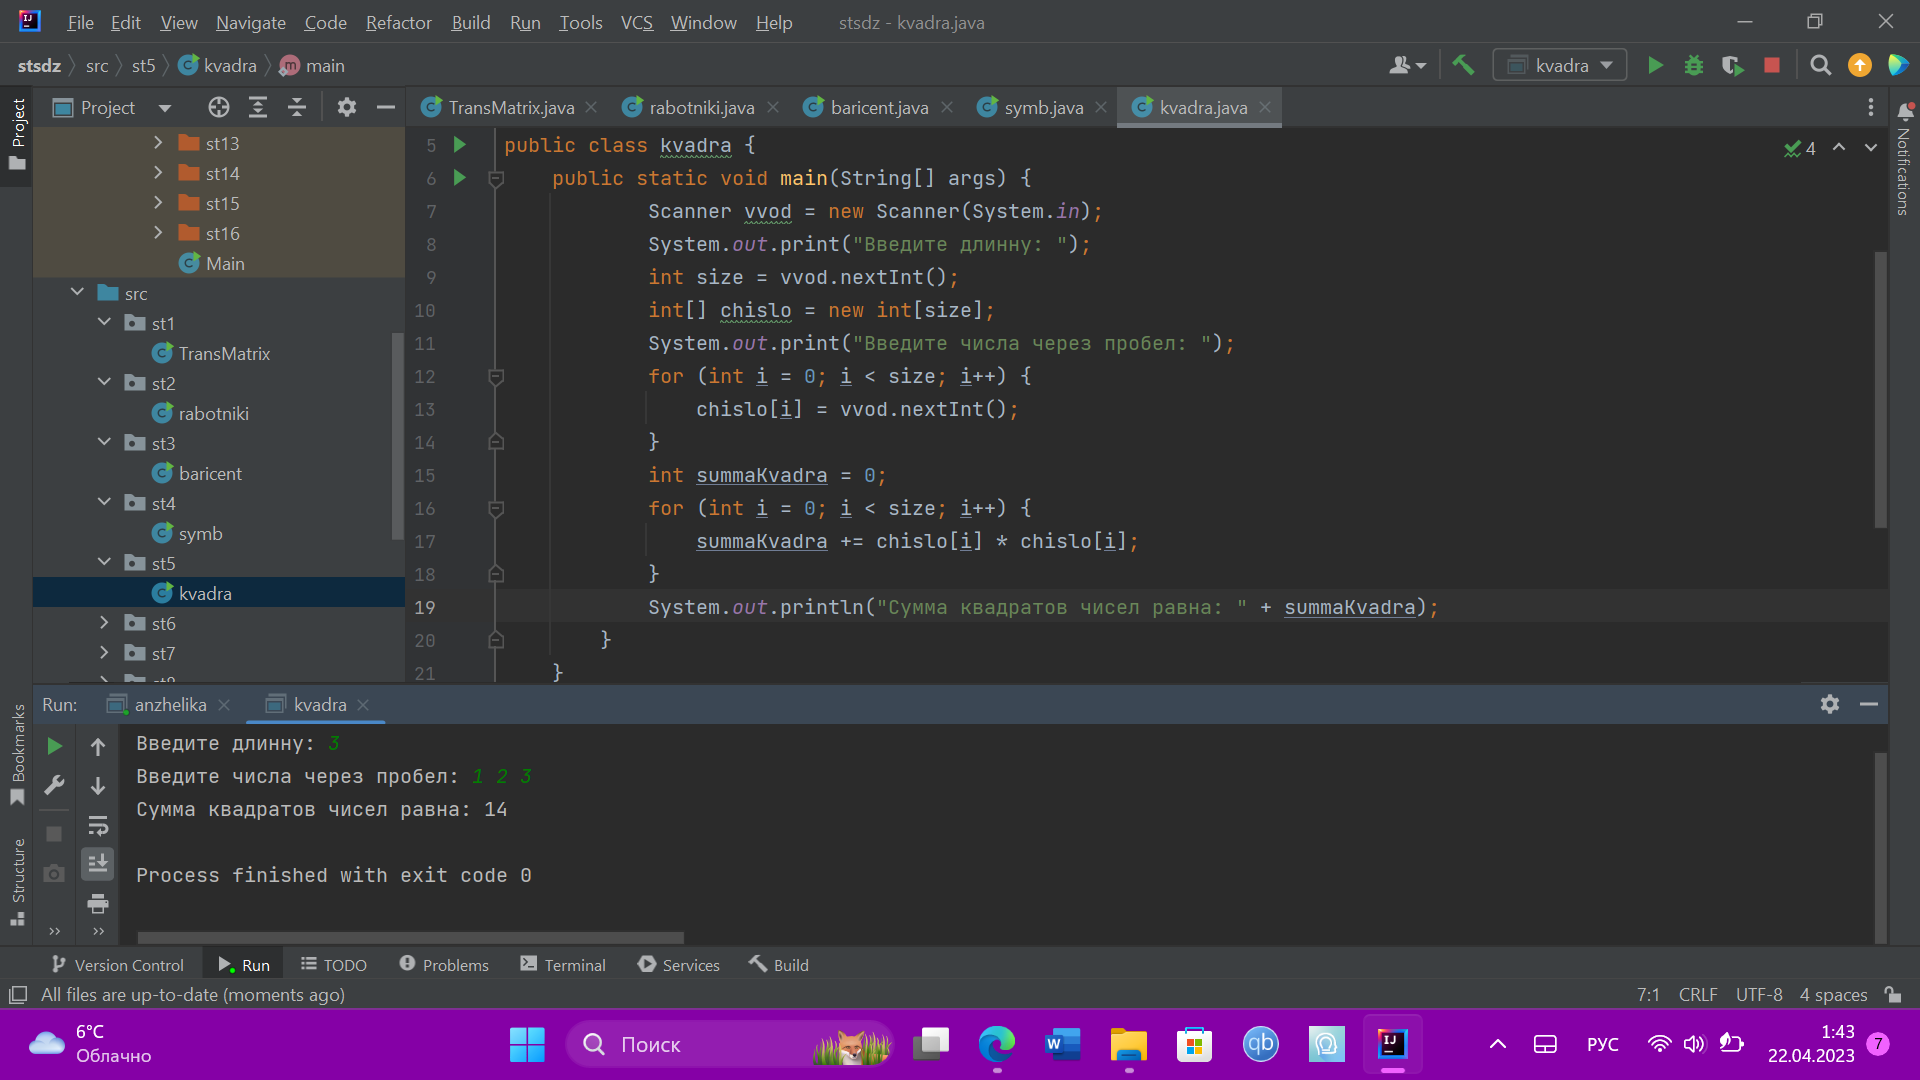 File Edit View Navigate Code Refactor Build Run Tools VCS Window Help stsdz - kvadra.java
stsdz src st5 kvadra main kvadra
Project TransMatrix.java rabotniki.java baricent.java symb.java kvadra.java
Project
st13
st14
st15
st16
Main
src
st1
TransMatrix
st2
rabotniki
st3
baricent
st4
symb
st5
kvadra
st6
st7
5 public class kvadra {
6 public static void main(String[] args) {
7 Scanner vvod = new Scanner(System.in);
8 System.out.print("Введите длинну: ");
9 int size = vvod.nextInt();
10 int[] chislo = new int[size];
11 System.out.print("Введите числа через пробел: ");
12 for (int i = 0; i < size; i++) {
13 chislo[i] = vvod.nextInt();
14 }
15 int summaKvadra = 0;
16 for (int i = 0; i < size; i++) {
17 summaKvadra += chislo[i] * chislo[i];
18 }
19 System.out.println("Сумма квадратов чисел равна: " + summaKvadra);
20 }
21 }
4
Notifications
Run: anzhelika kvadra
Bookmarks
Structure
Введите длинну: 3
Введите числа через пробел: 1 2 3
Сумма квадратов чисел равна: 14
Process finished with exit code 0
Version Control Run TODO Problems Terminal Services Build
All files are up-to-date (moments ago) 7:1 CRLF UTF-8 4 spaces
6°C
Облачно
Поиск
W
qb
IJ
РУС
1:43
22.04.2023
7